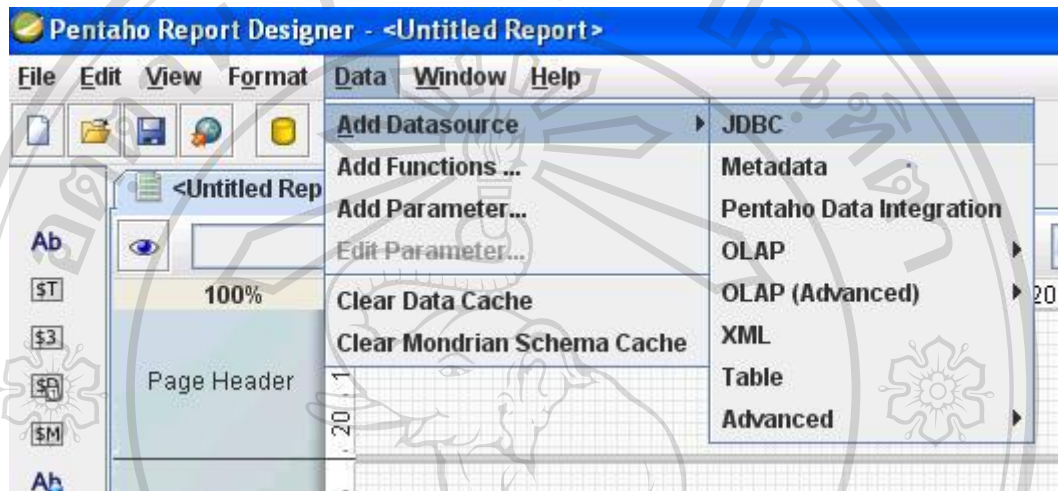 Pentaho Report Designer - <Untitled Report>
File Edit View Format Data Window Help
Add Datasource
Add Functions ...
Add Parameter...
Edit Parameter...
Clear Data Cache
Clear Mondrian Schema Cache
JDBC
Metadata
Pentaho Data Integration
OLAP
OLAP (Advanced)
XML
Table
Advanced
<Untitled Rep
Ab
$T
$3
$M
100%
Page Header
20
20